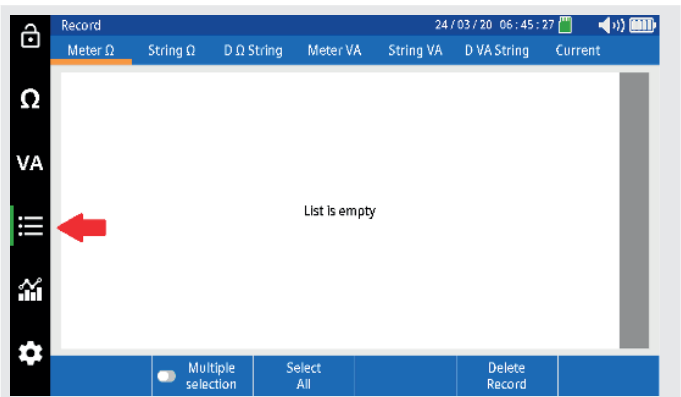 Record 24/03/20 06:45:27
Meter Ω String Ω D Ω String Meter VA String VA D VA String Current
Ω
VA
List is empty
Multiple selection
Select All
Delete Record